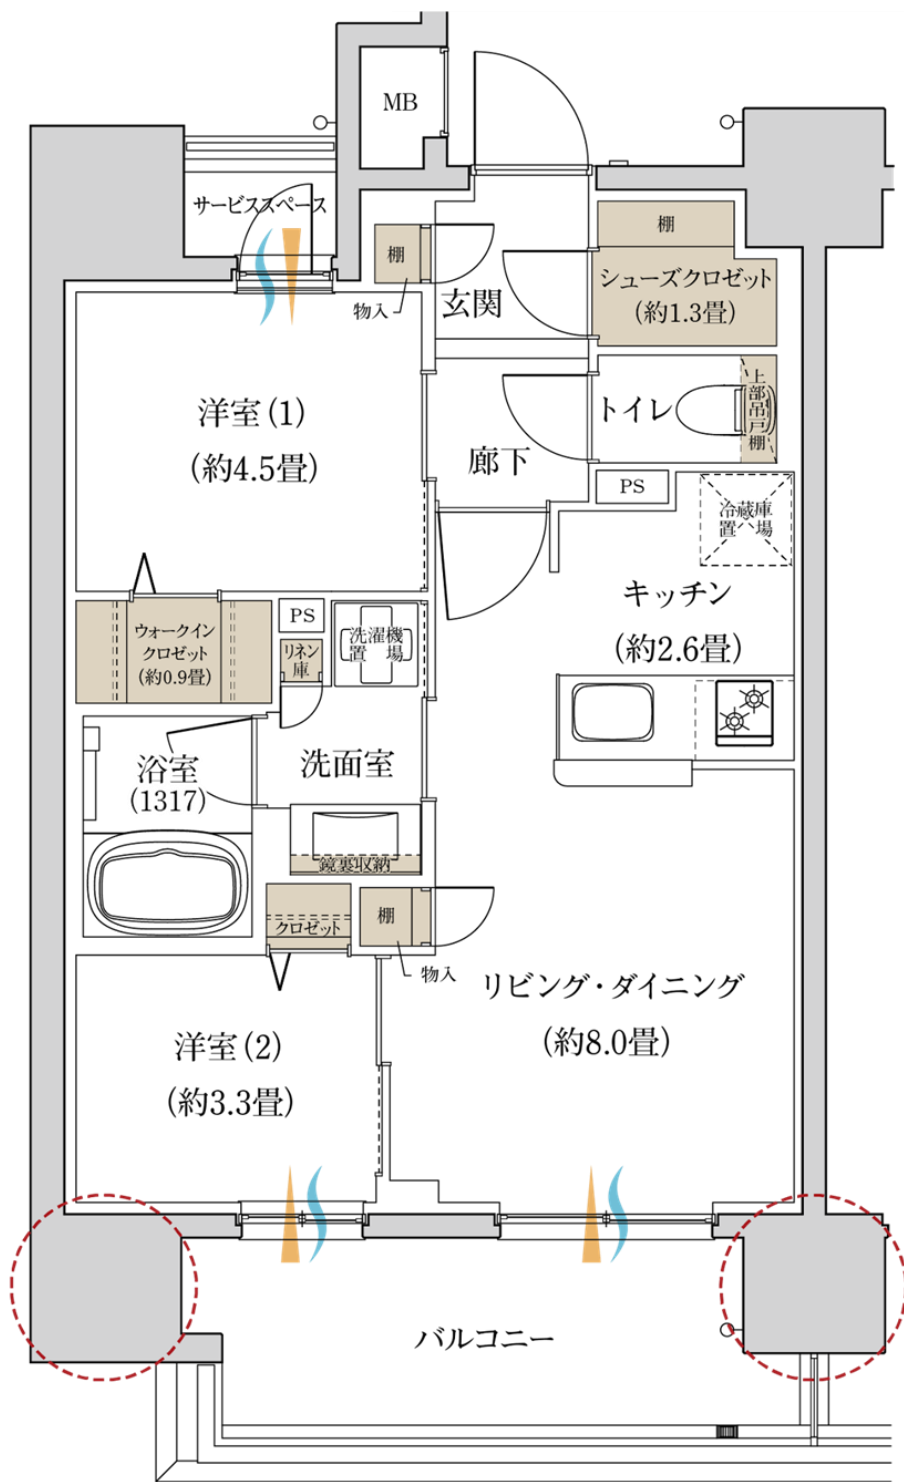 MB
サービススペース
棚
物入
玄関
棚
シューズクロゼット
(約1.3畳)
洋室(1)
(約4.5畳)
廊下
トイレ
上部吊戸棚
PS
冷蔵庫
置場
キッチン
(約2.6畳)
ウォークイン
クロゼット
(約0.9畳)
PS
リネン
庫
洗濯機
置場
浴室
(1317)
洗面室
鏡裏収納
クロゼット
棚
物入
リビング・ダイニング
(約8.0畳)
洋室(2)
(約3.3畳)
バルコニー